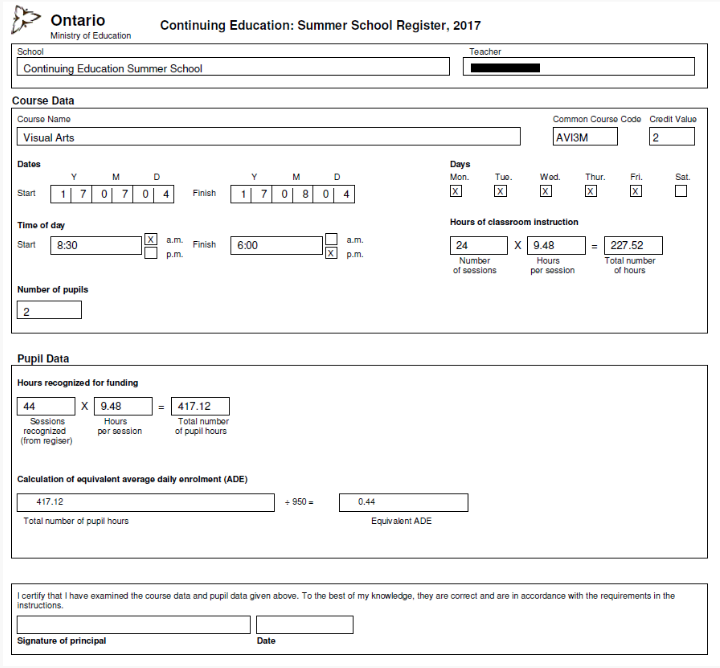 Ontario
Ministry of Education
Continuing Education: Summer School Register, 2017
School Teacher
Continuing Education Summer School
Course Data
Course Name Common Course Code Credit Value
Visual Arts AVI3M 2
Dates Days
Y M D Y M D Mon. Tue. Wed. Thur. Fri. Sat.
Start 1 7 0 7 0 4 Finish 1 7 0 8 0 4 X X X X X
Time of day Hours of classroom instruction
Start 8:30 X a.m. Finish 6:00 a.m. 24 X 9.48 = 227.52
p.m. X p.m.
Number Hours Total number
of sessions per session of hours
Number of pupils
2
Pupil Data
Hours recognized for funding
44 X 9.48 = 417.12
Sessions Hours Total number
recognized per session of pupil hours
(from regiser)
Calculation of equivalent average daily enrolment (ADE)
417.12 ÷ 950 = 0.44
Total number of pupil hours Equivalent ADE
I certify that I have examined the course data and pupil data given above. To the best of my knowledge, they are correct and are in accordance with the requirements in the
instructions.
Signature of principal Date